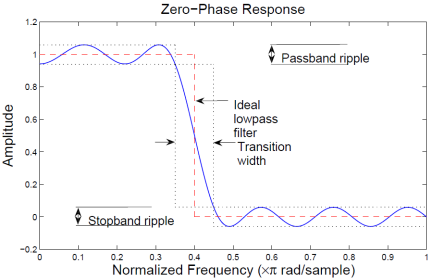 Zero-Phase Response
Amplitude
1.2
1
0.8
0.6
0.4
0.2
0
−0.2
Passband ripple
Ideal
lowpass
filter
Transition
width
Stopband ripple
0 0.1 0.2 0.3 0.4 0.5 0.6 0.7 0.8 0.9 1
Normalized Frequency (×π rad/sample)